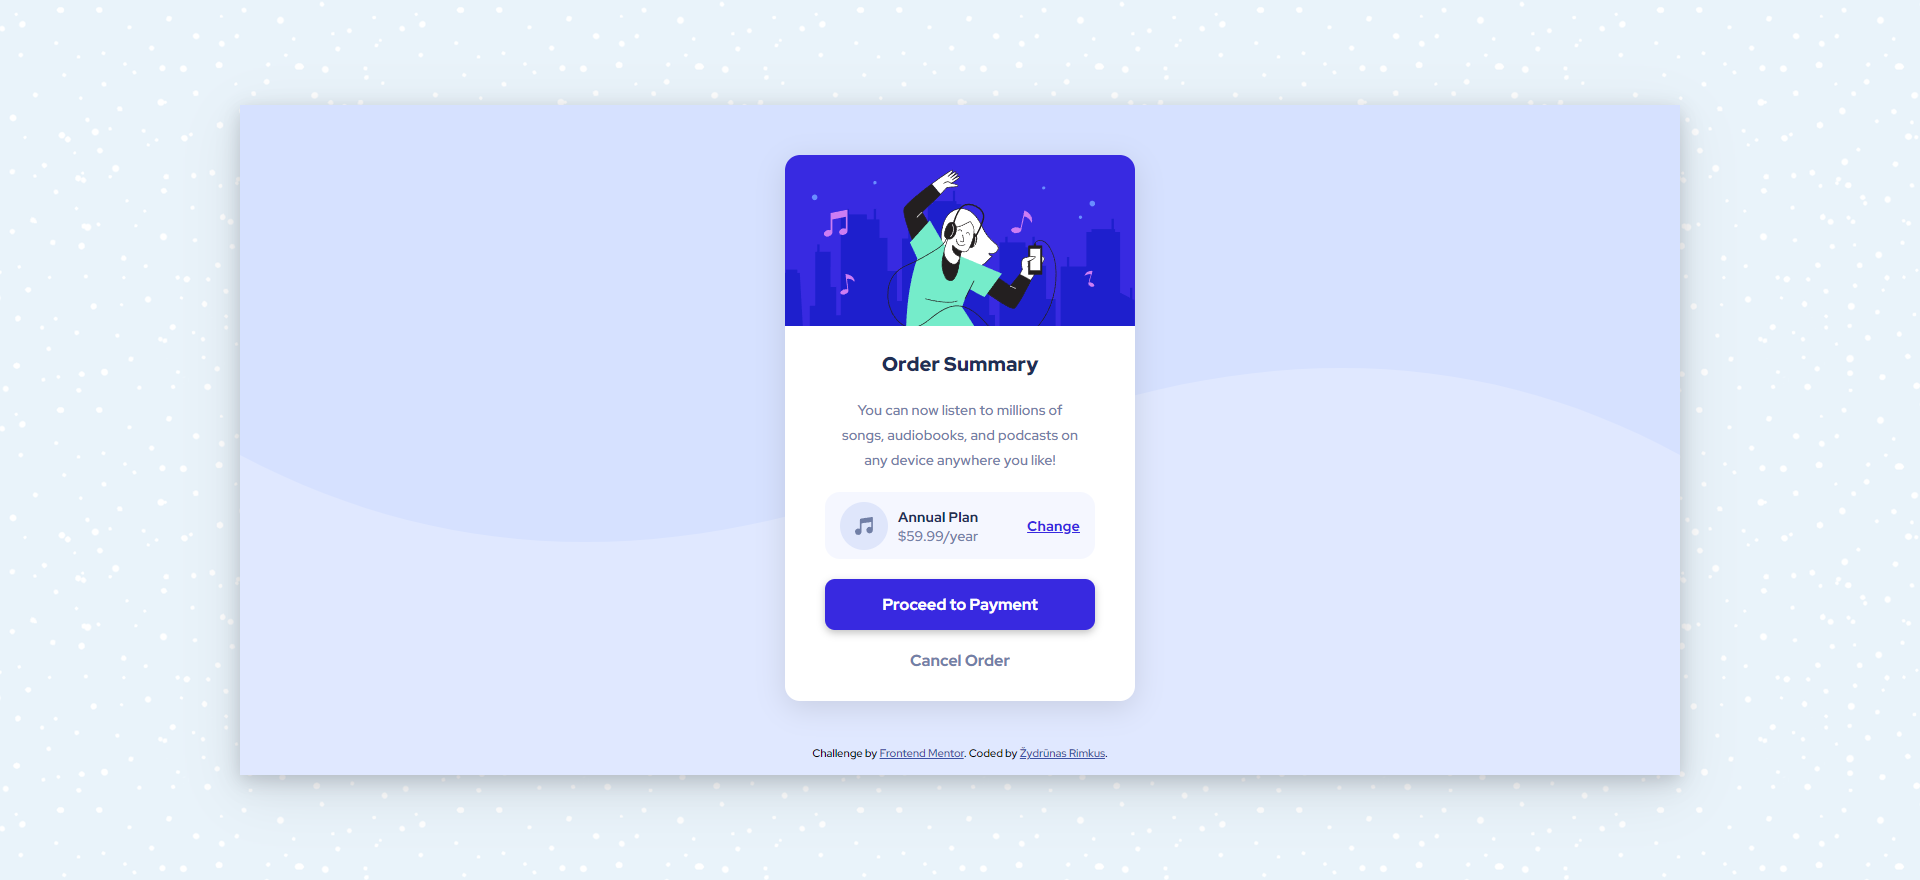 Order Summary
You can now listen to millions of
songs, audiobooks, and podcasts on
any device anywhere you like!
Annual Plan
$59.99/year
Change
Proceed to Payment
Cancel Order
Challenge by Frontend Mentor. Coded by Žydrūnas Rimkus.